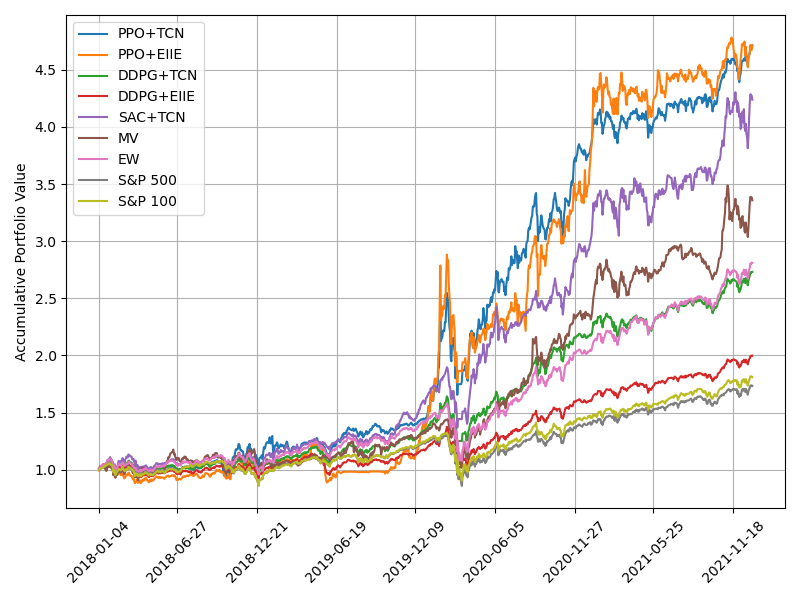 PPO+TCN
PPO+EIIE
DDPG+TCN
DDPG+EIIE
SAC+TCN
MV
EW
S&P 500
S&P 100
Accumulative Portfolio Value
4.5
4.0
3.5
3.0
2.5
2.0
1.5
1.0
2018-01-04
2018-06-27
2018-12-21
2019-06-19
2019-12-09
2020-06-05
2020-11-27
2021-05-25
2021-11-18